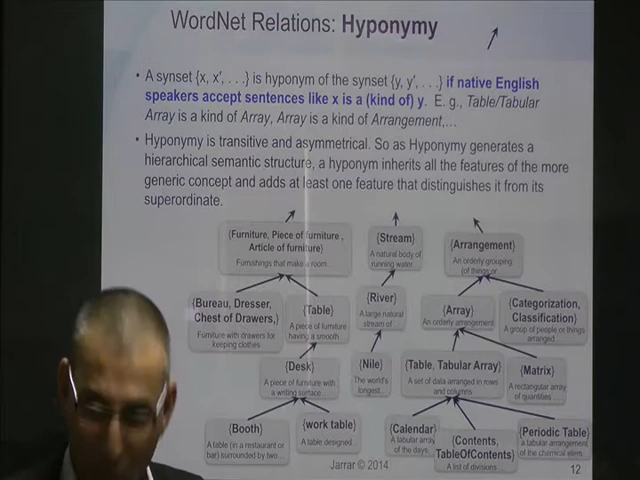 WordNet Relations: Hyponymy
• A synset {x, x′, . . .} is hyponym of the synset {y, y′, . . .} if native English
speakers accept sentences like x is a (kind of) y. E. g., Table/Tabular
Array is a kind of Array, Array is a kind of Arrangement,…
• Hyponymy is transitive and asymmetrical. So as Hyponymy generates a
hierarchical semantic structure, a hyponym inherits all the features of the more
generic concept and adds at least one feature that distinguishes it from its
superordinate.
{Furniture, Piece of furniture,
Article of furniture}
Furnishings that make a room…
{Stream}
A natural body of
running water
{Arrangement}
An orderly grouping
(of things or
{Bureau, Dresser,
Chest of Drawers,}
Furniture with drawers for
keeping clothes
{Table}
A piece of furniture
having a smooth
{River}
A large natural
stream of
{Array}
An orderly arrangement
{Categorization,
Classification}
A group of people or things
arranged
{Desk}
A piece of furniture with
a writing surface
{Nile}
The world's
longest
{Table, Tabular Array}
A set of data arranged in rows
and columns
{Matrix}
A rectangular array
of quantities
{Booth}
A table (in a restaurant or
bar) surrounded by two…
{work table}
A table designed
{Calendar}
A tabular array
of the days
{Contents,
TableOfContents}
A list of divisions…
{Periodic Table}
a tabular arrangement
of the chemical elem
Jarrar © 2014
12